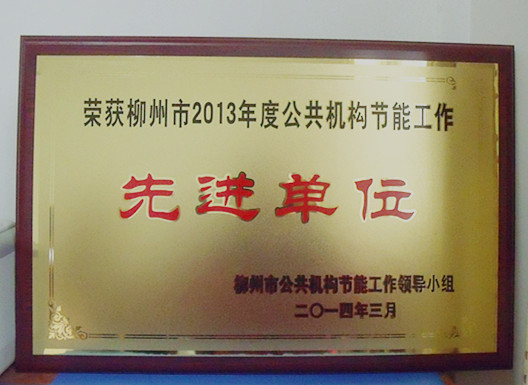 荣获柳州市2013年度公共机构节能工作
先进单位
柳州市公共机构节能工作领导小组
二〇一四年三月